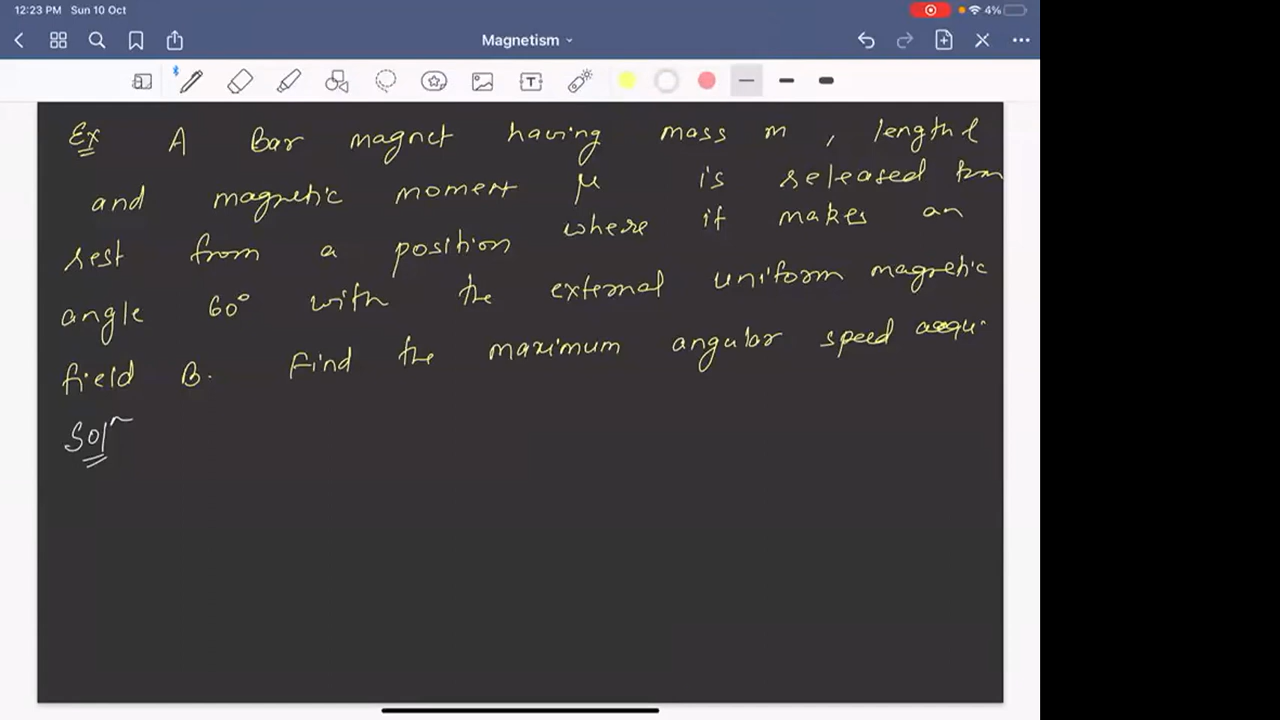 12:23 PM Sun 10 Oct
4%
Magnetism
Ex A Bar magnet having mass m, length l
and magnetic moment μ is released from
rest from a position where it makes an
angle 60° with the external uniform magnetic
field B. Find the maximum angular speed
Solⁿ